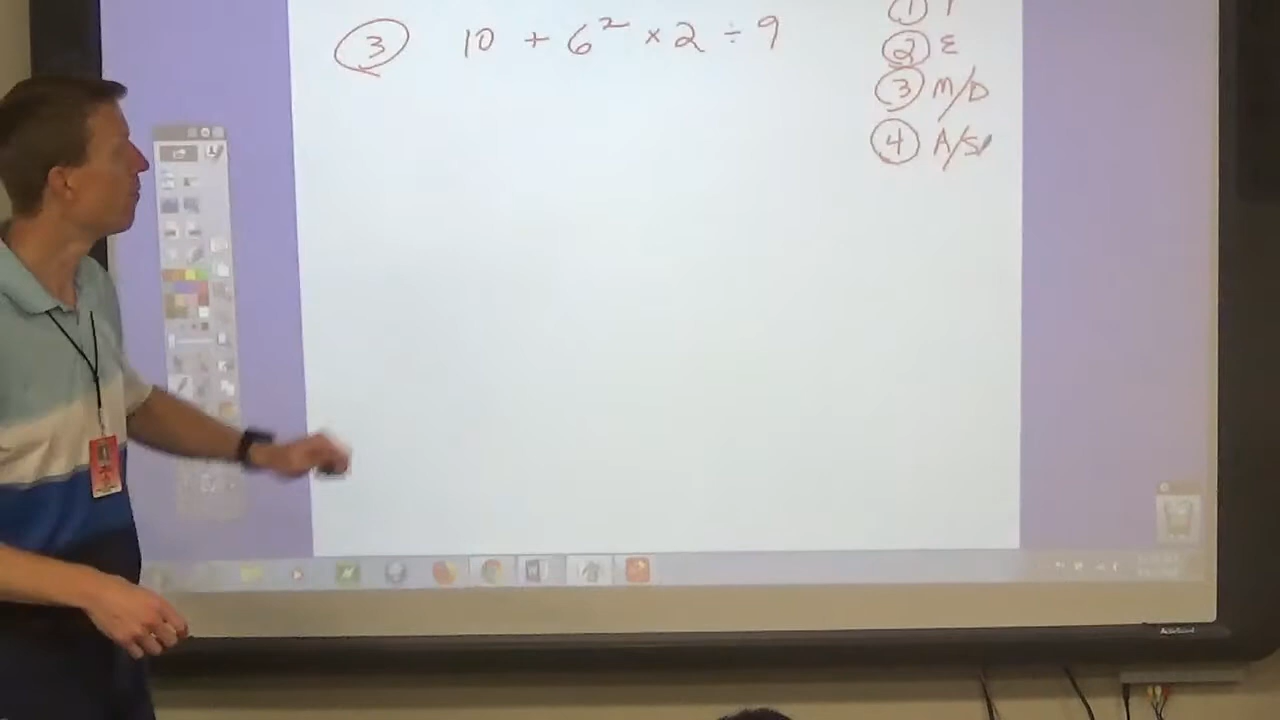 ③ 10 + 6² × 2 ÷ 9
②  E
③ M/D
④ A/S